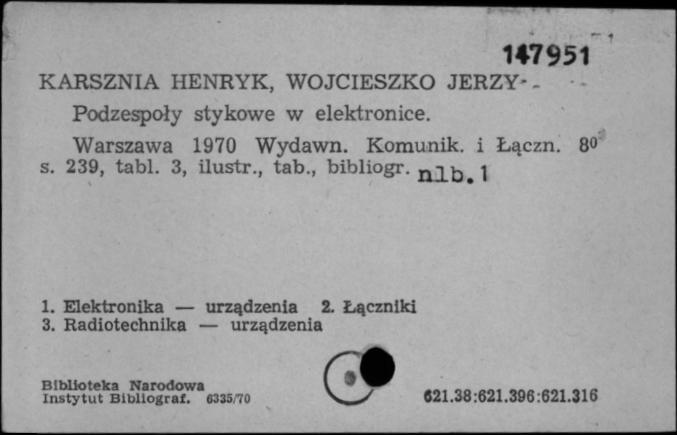 147951
KARSZNIA HENRYK, WOJCIESZKO JERZY
Podzespoły stykowe w elektronice.
Warszawa 1970 Wydawn. Komunik. i Łączn. 8⁰
s. 239, tabl. 3, ilustr., tab., bibliogr. nlb. 1
1. Elektronika — urządzenia 2. Łączniki
3. Radiotechnika — urządzenia
Biblioteka Narodowa
Instytut Bibliograf. 6335/70
621.38:621.396:621.316